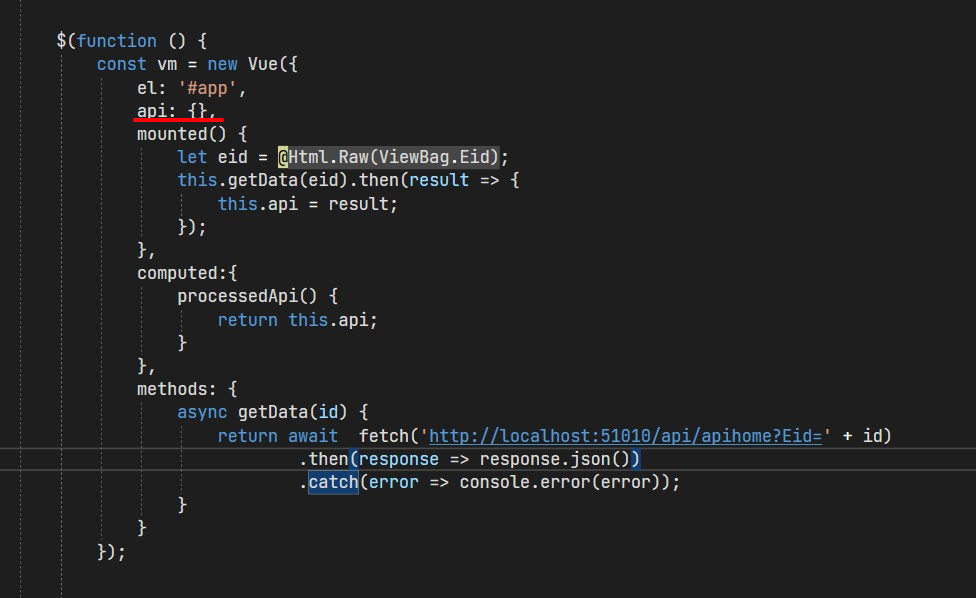 $(function () {
const vm = new Vue({
el: '#app',
api: {},
mounted() {
let eid = @Html.Raw(ViewBag.Eid);
this.getData(eid).then(result => {
this.api = result;
});
},
computed:{
processedApi() {
return this.api;
}
},
methods: {
async getData(id) {
return await  fetch('http://localhost:51010/api/apihome?Eid=' + id)
.then(response => response.json())
.catch(error => console.error(error));
}
}
});